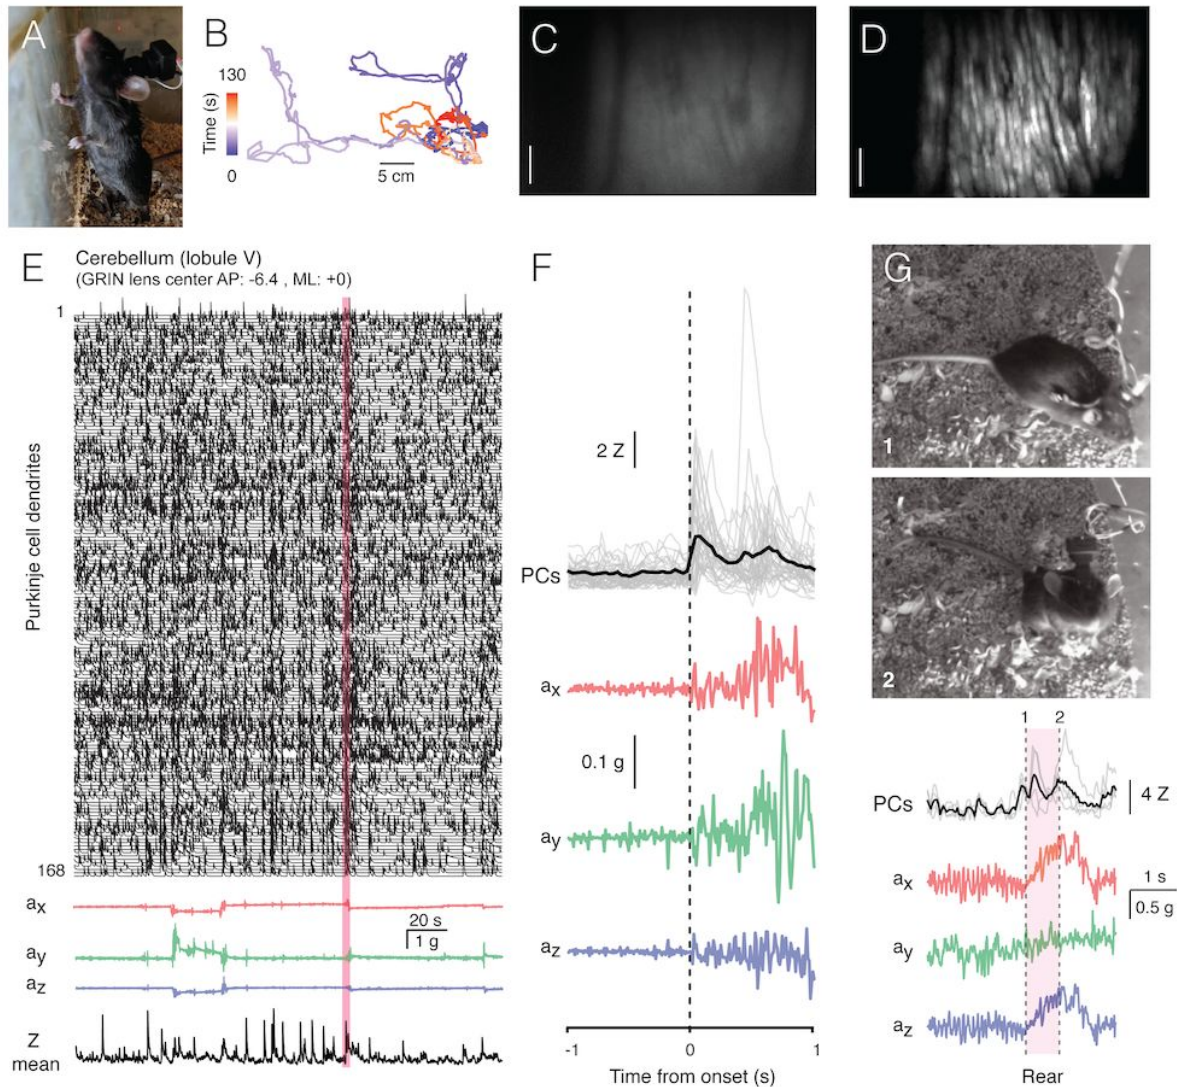 A
B
130
Time (s)
0
5 cm
C
D
E
Cerebellum (lobule V)
(GRIN lens center AP: -6.4 , ML: +0)
1
Purkinje cell dendrites
168
ax
ay
az
20 s
1 g
Z
mean
F
2 Z
PCs
ax
0.1 g
ay
az
-1
0
1
Time from onset (s)
G
1
2
1
2
PCs
4 Z
ax
1 s
0.5 g
ay
az
Rear